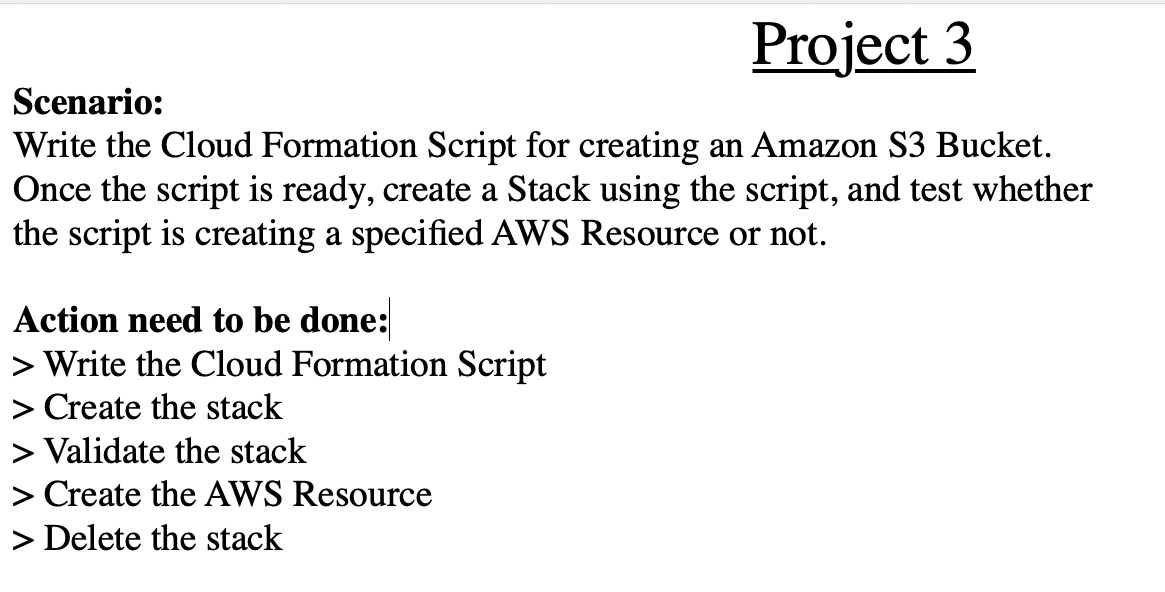 Project 3
Scenario:
Write the Cloud Formation Script for creating an Amazon S3 Bucket.
Once the script is ready, create a Stack using the script, and test whether
the script is creating a specified AWS Resource or not.
Action need to be done:
> Write the Cloud Formation Script
> Create the stack
> Validate the stack
> Create the AWS Resource
> Delete the stack